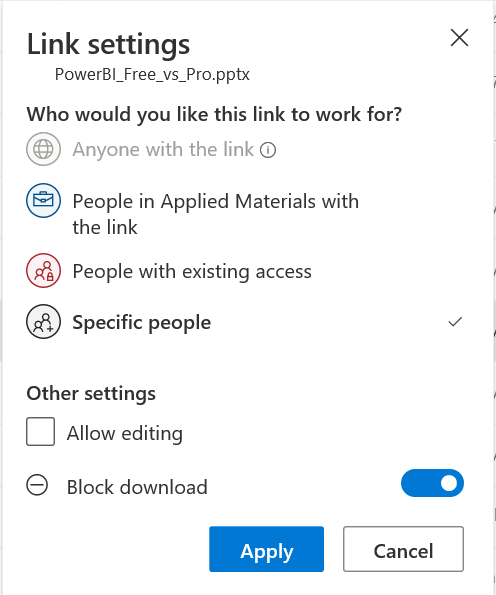 Link settings
PowerBI_Free_vs_Pro.pptx
Who would you like this link to work for?
Anyone with the link
People in Applied Materials with
the link
People with existing access
Specific people
Other settings
Allow editing
Block download
Apply
Cancel